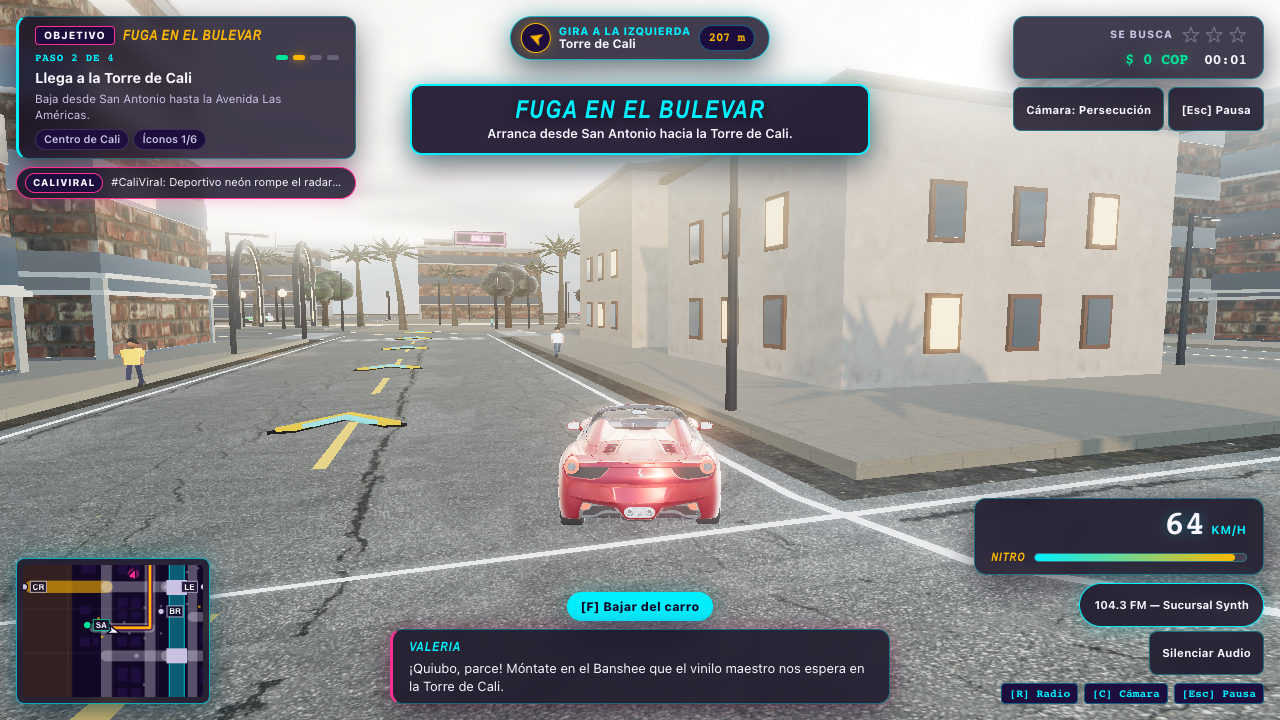 OBJETIVO FUGA EN EL BULEVAR
PASO 2 DE 4
Llega a la Torre de Cali
Baja desde San Antonio hasta la Avenida Las
Américas.
Centro de Cali Íconos 1/6
CALIVIRAL #CaliViral: Deportivo neón rompe el radar...
GIRA A LA IZQUIERDA
Torre de Cali
207 m
FUGA EN EL BULEVAR
Arranca desde San Antonio hacia la Torre de Cali.
SE BUSCA
$ 0 COP 00:01
Cámara: Persecución [Esc] Pausa
SALSA
64 KM/H
NITRO
104.3 FM — Sucursal Synth
Silenciar Audio
[R] Radio [C] Cámara [Esc] Pausa
[F] Bajar del carro
VALERIA
¡Quiubo, parce! Móntate en el Banshee que el vinilo maestro nos espera en
la Torre de Cali.
CR
LE
BR
SA